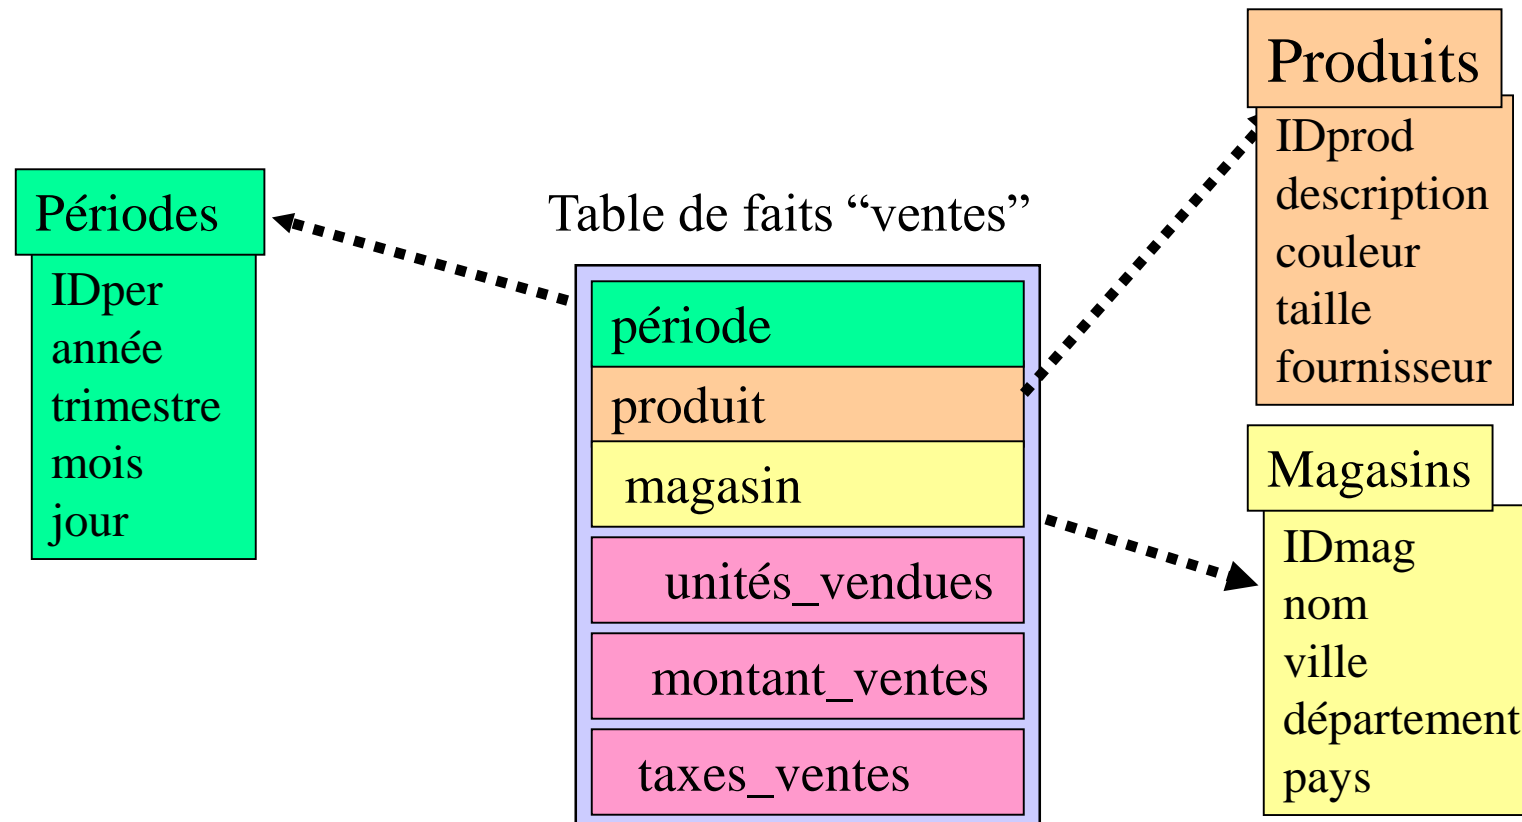 Périodes
IDper
année
trimestre
mois
jour
Table de faits “ventes”
période
produit
magasin
unités_vendues
montant_ventes
taxes_ventes
Produits
IDprod
description
couleur
taille
fournisseur
Magasins
IDmag
nom
ville
département
pays